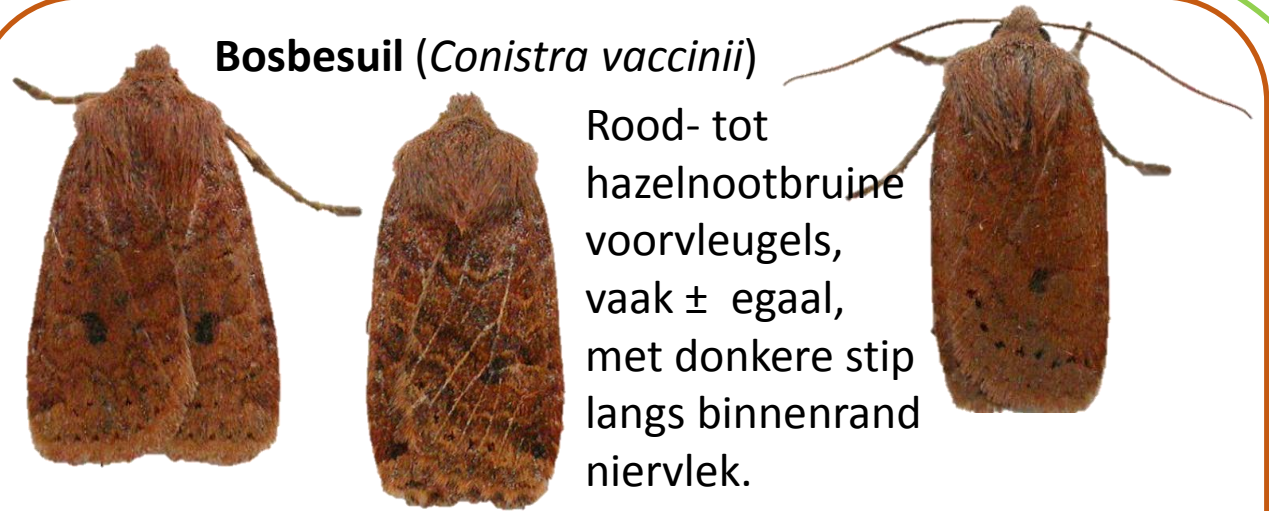 Bosbesuil (Conistra vaccinii)
Rood- tot
hazelnootbruine
voorvleugels,
vaak ± egaal,
met donkere stip
langs binnenrand
niervlek.